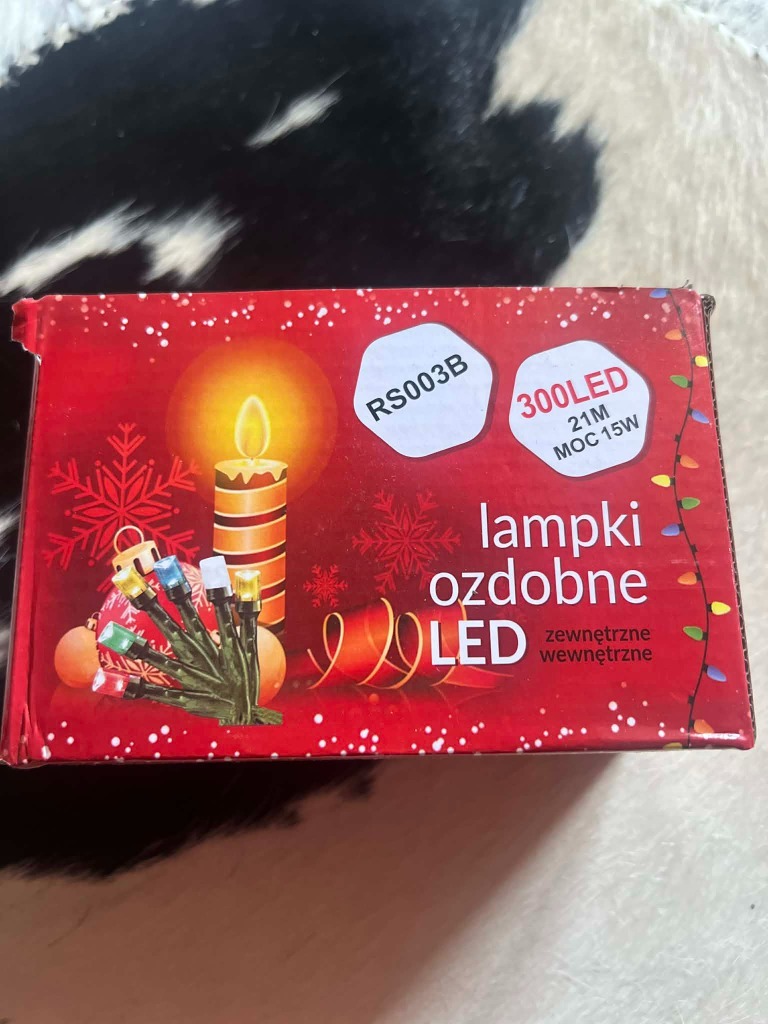 RS003B
300LED
21M
MOC 15W
lampki
ozdobne
LED zewnętrzne
wewnętrzne